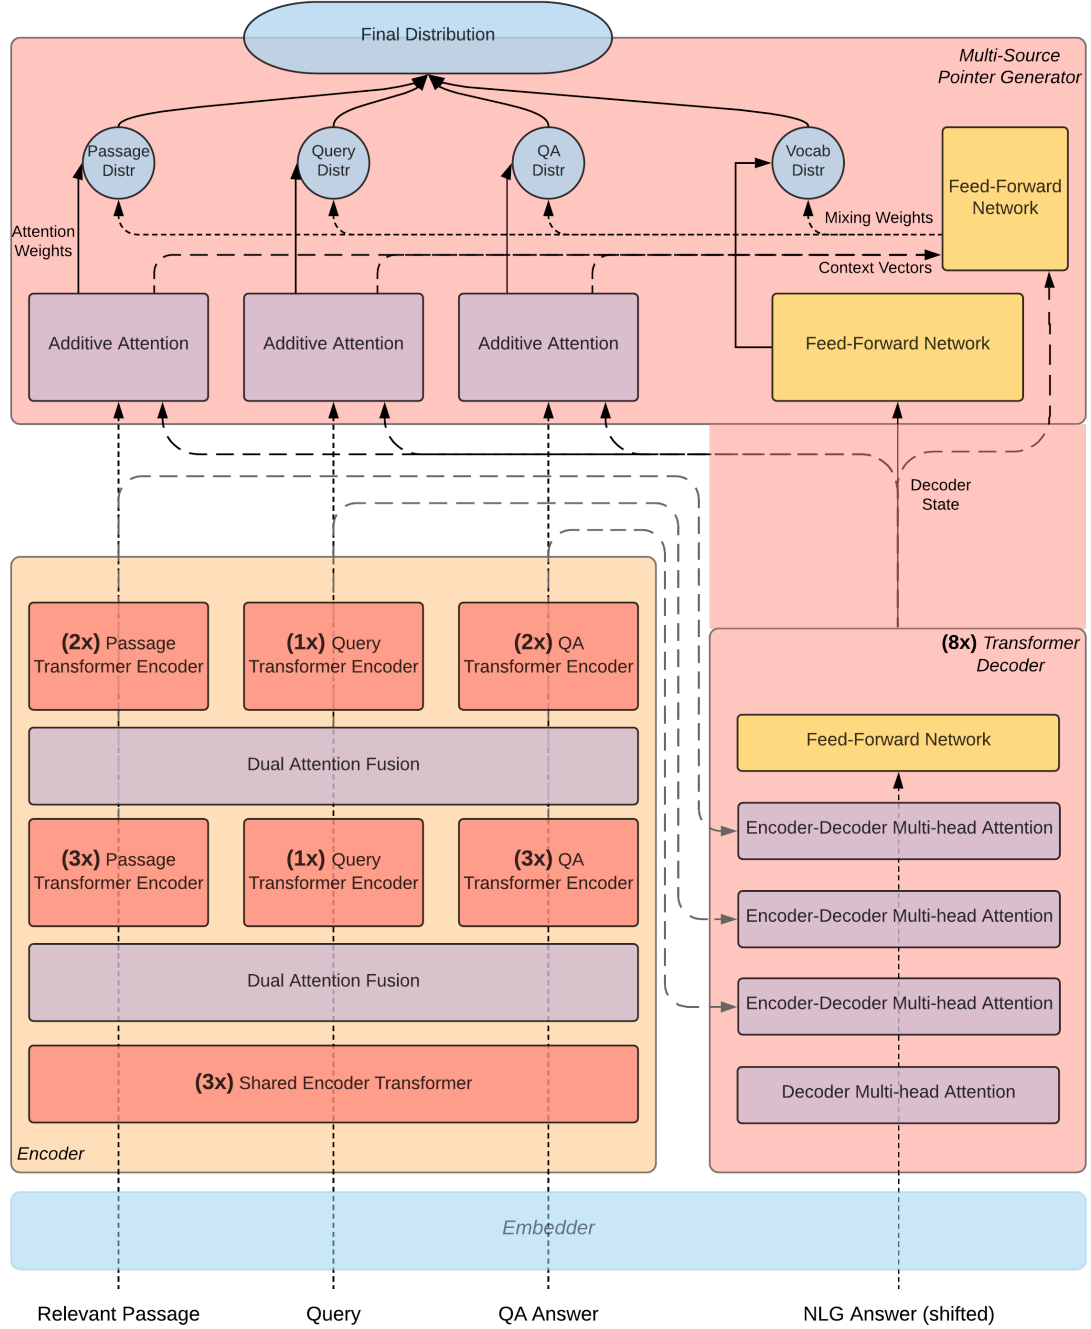 Final Distribution
Multi-Source
Pointer Generator
Passage
Distr
Query
Distr
QA
Distr
Vocab
Distr
Feed-Forward
Network
Mixing Weights
Attention
Weights
Context Vectors
Additive Attention
Additive Attention
Additive Attention
Feed-Forward Network
Decoder
State
(2x) Passage
Transformer Encoder
(1x) Query
Transformer Encoder
(2x) QA
Transformer Encoder
(8x) Transformer
Decoder
Feed-Forward Network
Dual Attention Fusion
Encoder-Decoder Multi-head Attention
(3x) Passage
Transformer Encoder
(1x) Query
Transformer Encoder
(3x) QA
Transformer Encoder
Encoder-Decoder Multi-head Attention
Dual Attention Fusion
Encoder-Decoder Multi-head Attention
(3x) Shared Encoder Transformer
Decoder Multi-head Attention
Encoder
Embedder
Relevant Passage
Query
QA Answer
NLG Answer (shifted)